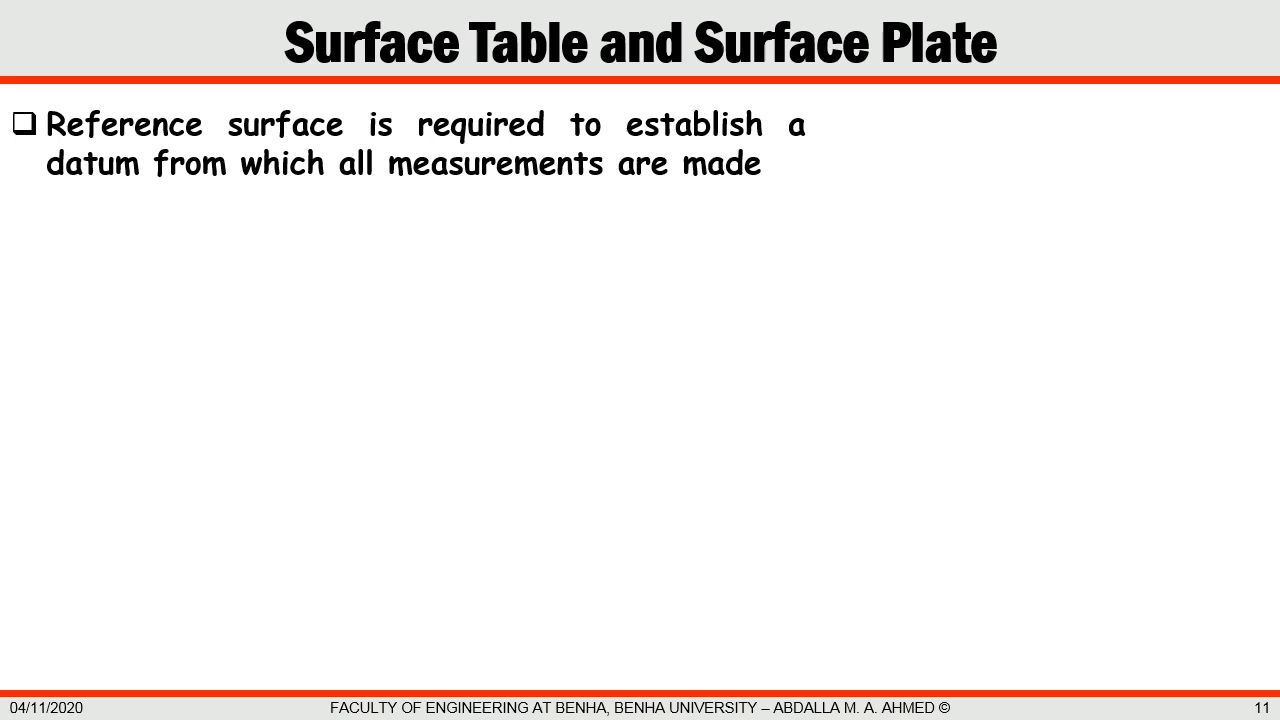 Surface Table and Surface Plate
❑ Reference surface is required to establish a
datum from which all measurements are made
04/11/2020
FACULTY OF ENGINEERING AT BENHA, BENHA UNIVERSITY – ABDALLA M. A. AHMED ©
11